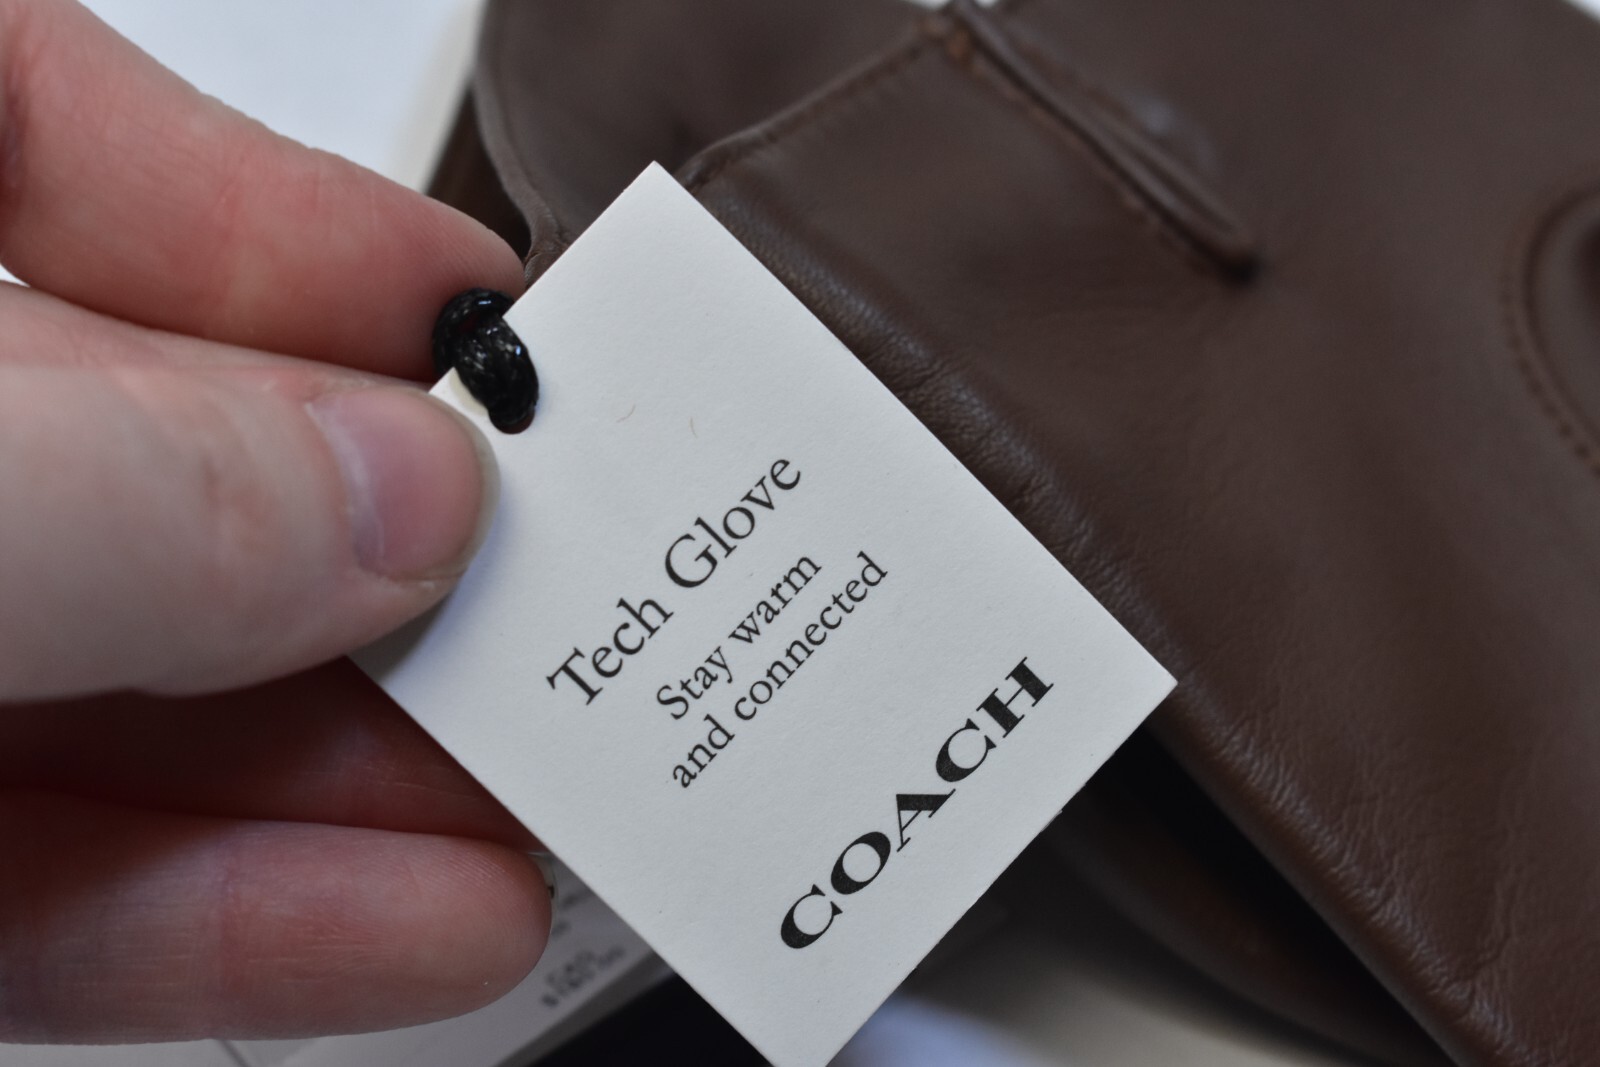 Tech Glove
Stay warm
and connected
COACH